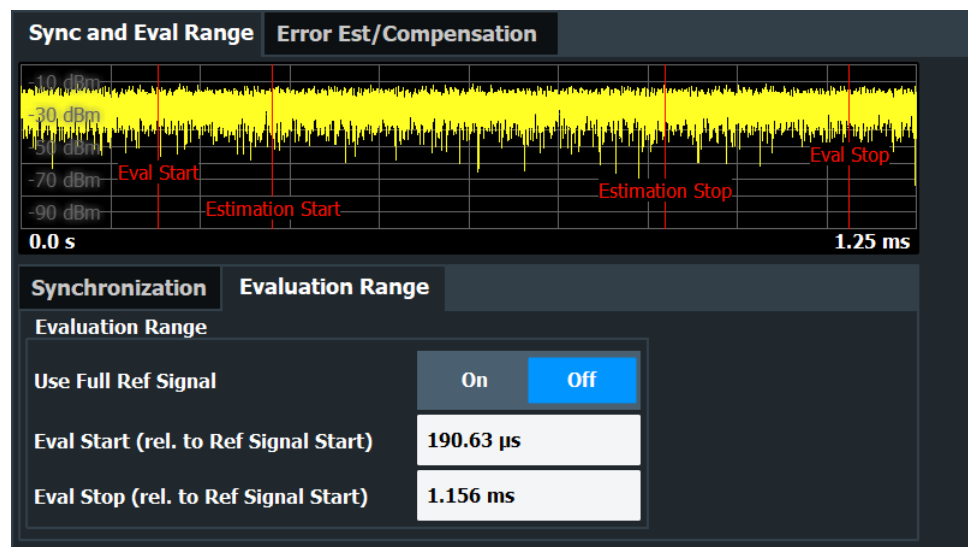 Sync and Eval Range Error Est/Compensation
-10 dBm
-30 dBm
-50 dBm
Eval Stop
Eval Start
-70 dBm
Estimation Stop
-90 dBm
Estimation Start
0.0 s 1.25 ms
Synchronization Evaluation Range
Evaluation Range
Use Full Ref Signal On Off
Eval Start (rel. to Ref Signal Start) 190.63 µs
Eval Stop (rel. to Ref Signal Start) 1.156 ms